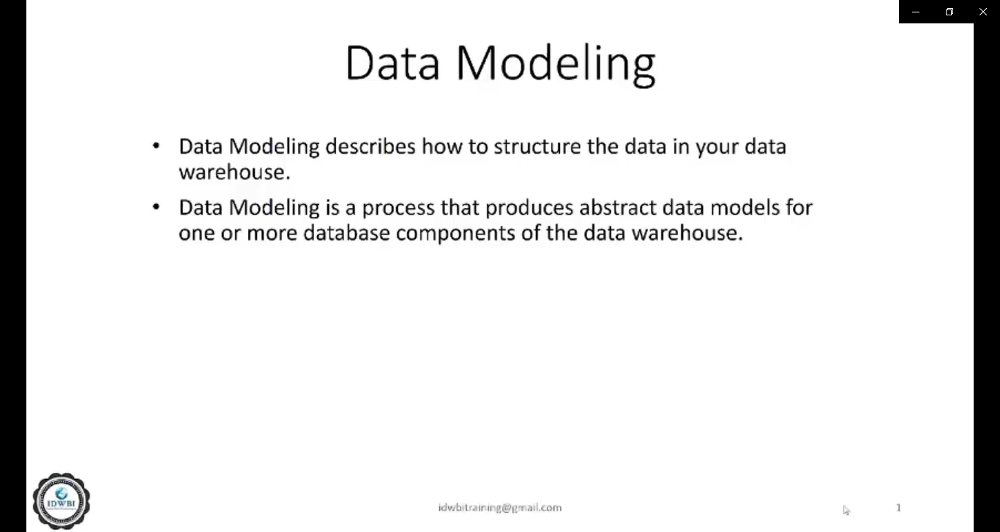 Data Modeling
• Data Modeling describes how to structure the data in your data
warehouse.
• Data Modeling is a process that produces abstract data models for
one or more database components of the data warehouse.
IDWBI
idwbitraining@gmail.com
1